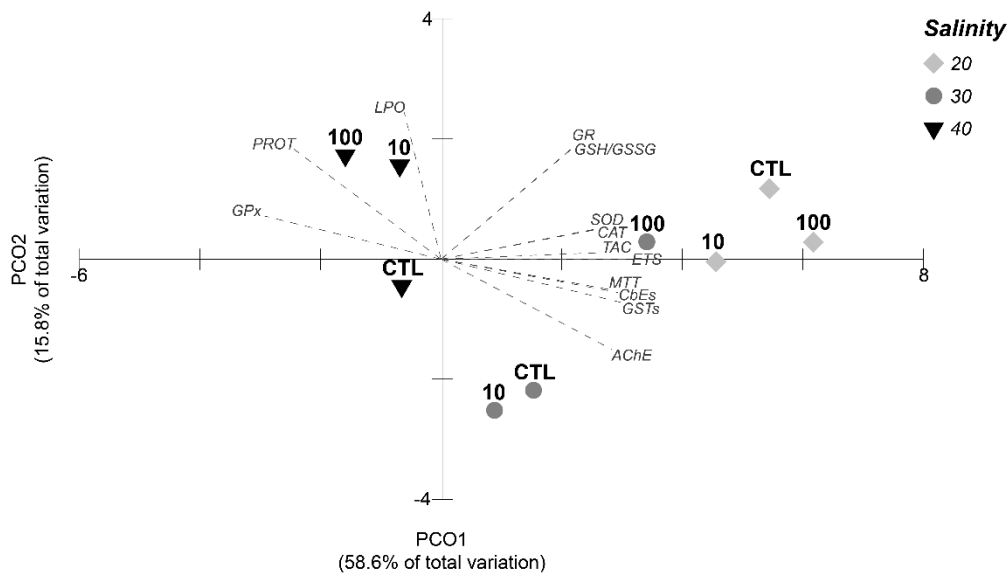 4
Salinity
20
30
40
LPO
PROT
100
10
GR
GSH/GSSG
GPx
CTL
SOD
100
CAT
10
100
TAC
ETS
-6
8
CTL
MTT
CbEs
GSTs
AChE
10
CTL
-4
PCO2
(15.8% of total variation)
PCO1
(58.6% of total variation)